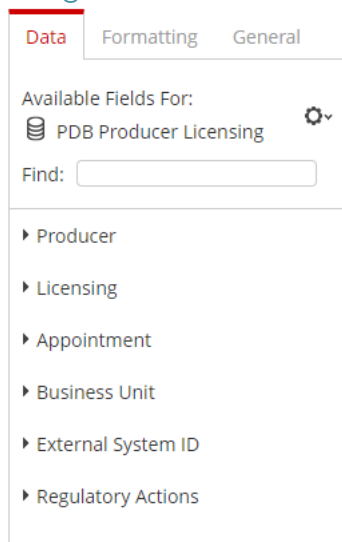 Data Formatting General
Available Fields For:
PDB Producer Licensing
Find:
Producer
Licensing
Appointment
Business Unit
External System ID
Regulatory Actions